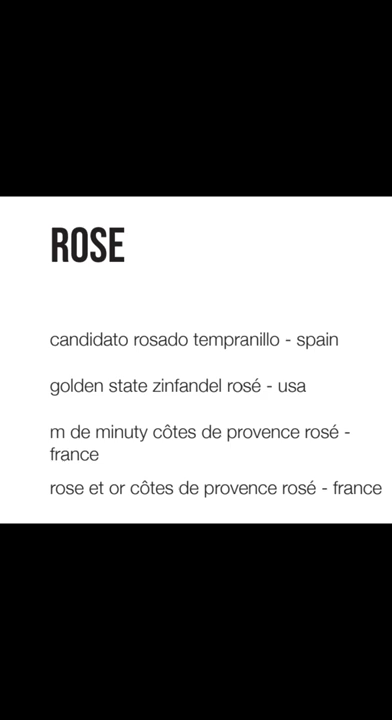 ROSE
candidato rosado tempranillo - spain
golden state zinfandel rosé - usa
m de minuty côtes de provence rosé -
france
rose et or côtes de provence rosé - france